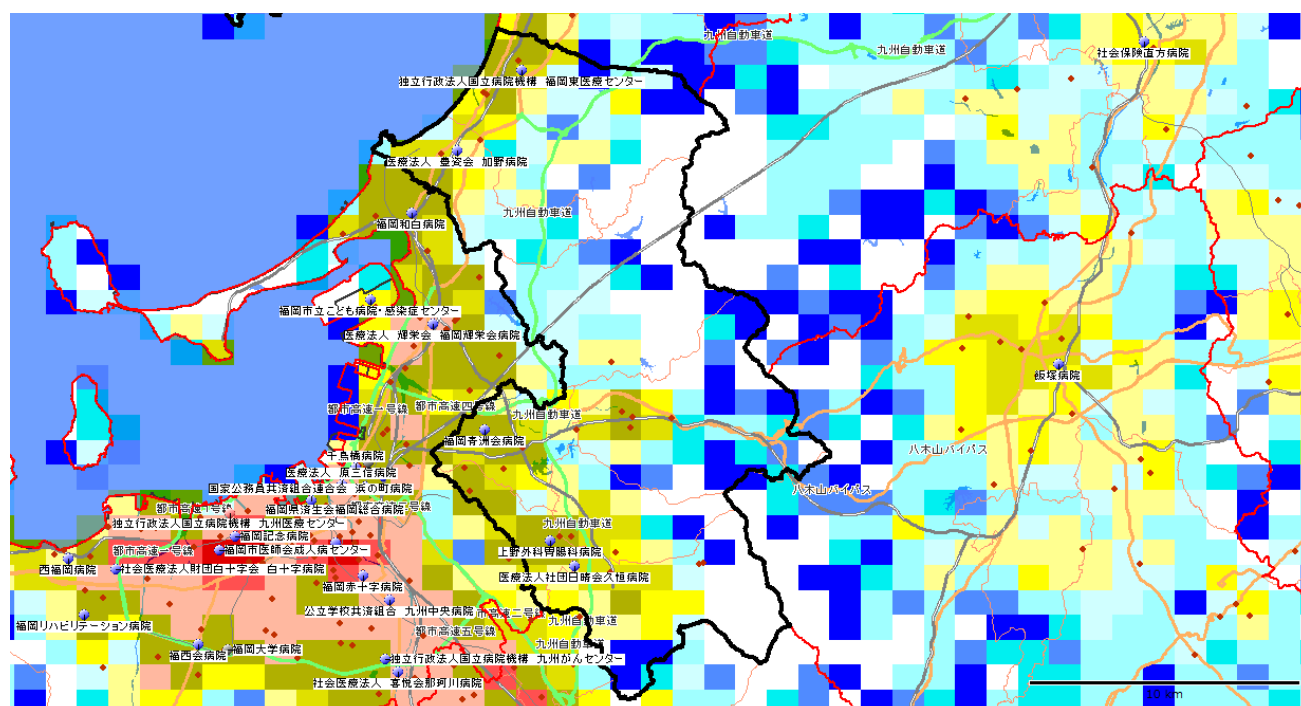 九州自動車道
九州自動車道
社会保険直方病院
独立行政法人国立病院機構 福岡東医療センター
医療法人 豊資会 加野病院
九州自動車道
福岡和白病院
福岡市立こども病院・感染症センター
医療法人 輝栄会 福岡輝栄会病院
飯塚病院
都市高速一号線
都市高速四号線
九州自動車道
福岡青洲会病院
千鳥橋病院
八木山バイパス
医療法人 原三信病院
国家公務員共済組合連合会 浜の町病院
八木山バイパス
福岡県済生会福岡総合病院
独立行政法人国立病院機構 九州医療センター
九州自動車道
福岡記念病院
都市高速一号線
福岡市医師会成人病センター
上野外科胃腸科病院
西福岡病院
社会医療法人財団白十字会 白十字病院
医療法人社団日晴会久恒病院
福岡赤十字病院
公立学校共済組合 九州中央病院
市高速二号線
九州自動車道
福岡リハビリテーション病院
都市高速五号線
福西会病院
福岡大学病院
九州自動車道
独立行政法人国立病院機構 九州がんセンター
社会医療法人 喜悦会那珂川病院
10 km